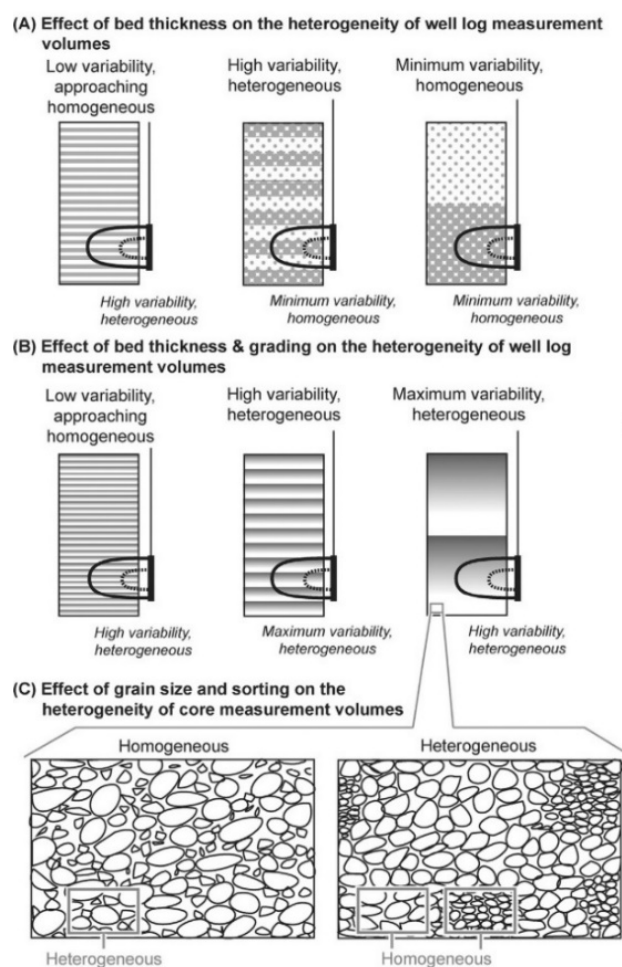 (A) Effect of bed thickness on the heterogeneity of well log measurement
volumes
Low variability,
approaching
homogeneous
High variability,
heterogeneous
Minimum variability,
homogeneous
High variability,
heterogeneous
Minimum variability,
homogeneous
Minimum variability,
homogeneous
(B) Effect of bed thickness & grading on the heterogeneity of well log
measurement volumes
Low variability,
approaching
homogeneous
High variability,
heterogeneous
Maximum variability,
heterogeneous
High variability,
heterogeneous
Maximum variability,
heterogeneous
High variability,
heterogeneous
(C) Effect of grain size and sorting on the
heterogeneity of core measurement volumes
Homogeneous
Heterogeneous
Heterogeneous
Homogeneous